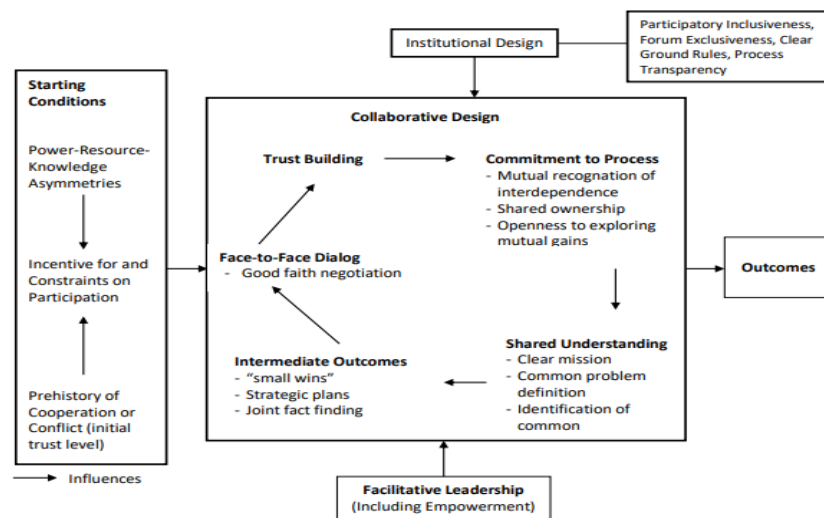 Institutional Design
Participatory Inclusiveness,
Forum Exclusiveness, Clear
Ground Rules, Process
Transparency
Starting
Conditions
Power-Resource-
Knowledge
Asymmetries
Incentive for and
Constraints on
Participation
Prehistory of
Cooperation or
Conflict (initial
trust level)
Influences
Collaborative Design
Trust Building
Commitment to Process
- Mutual recognition of
interdependence
- Shared ownership
- Openness to exploring
mutual gains
Face-to-Face Dialog
- Good faith negotiation
Shared Understanding
- Clear mission
- Common problem
definition
- Identification of
common
Intermediate Outcomes
- “small wins“
- Strategic plans
- Joint fact finding
Outcomes
Facilitative Leadership
(Including Empowerment)